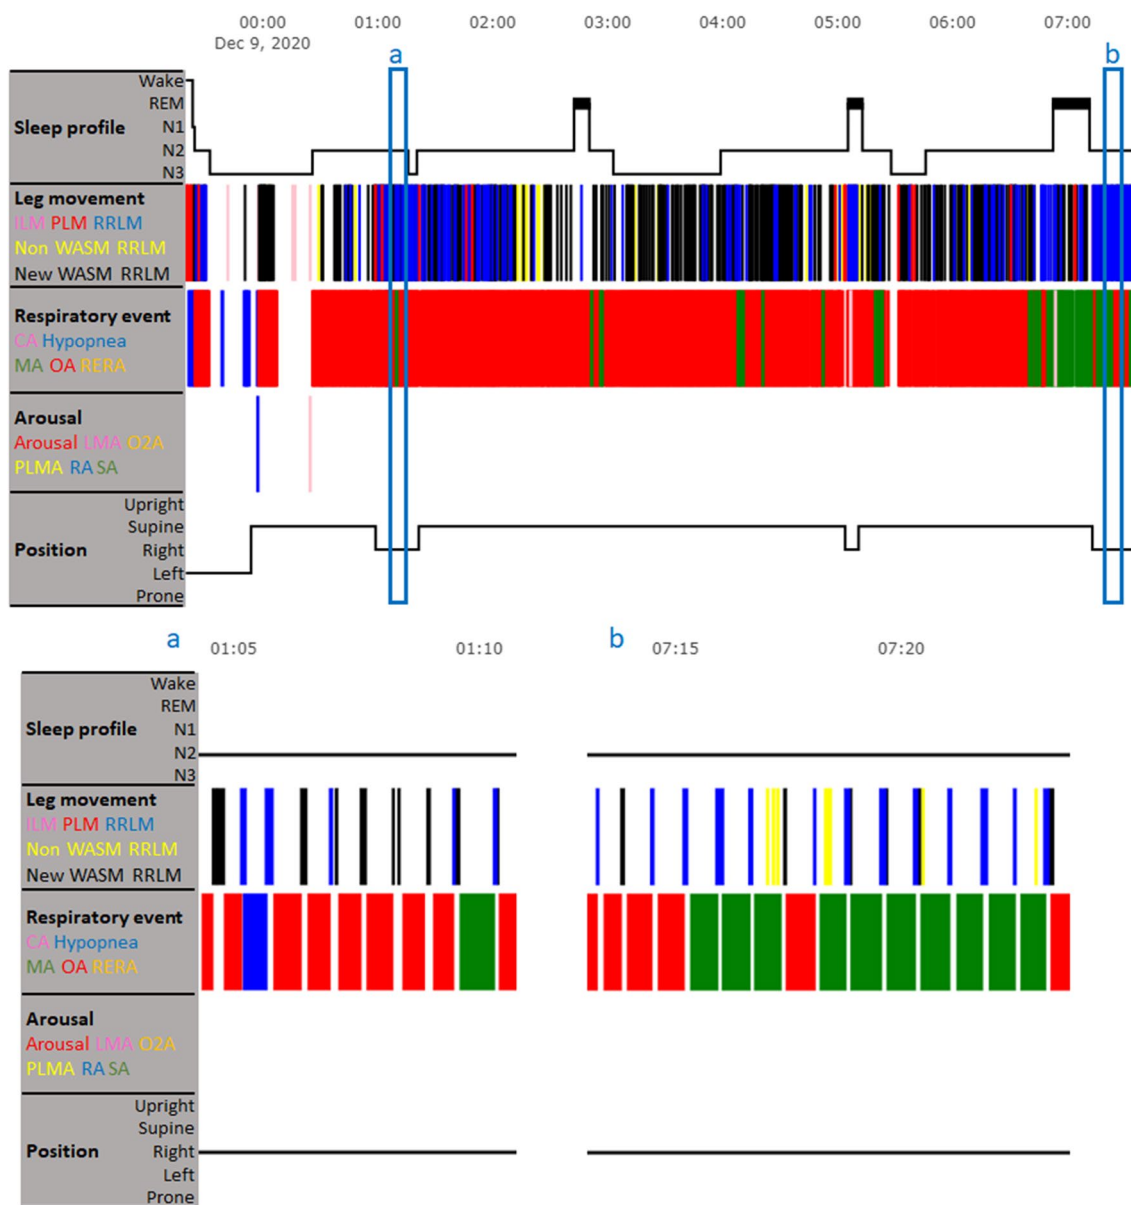 00:00 01:00 02:00 03:00 04:00 05:00 06:00 07:00
Dec 9, 2020
a b
Wake
REM
Sleep profile N1
N2
N3
Leg movement
ILM PLM RRLM
Non WASM RRLM
New WASM RRLM
Respiratory event
CA Hypopnea
MA OA RERA
Arousal
Arousal LMA O2A
PLMA RA SA
Upright
Supine
Position Right
Left
Prone
a 01:05 01:10 b 07:15 07:20
Wake
REM
Sleep profile N1
N2
N3
Leg movement
ILM PLM RRLM
Non WASM RRLM
New WASM RRLM
Respiratory event
CA Hypopnea
MA OA RERA
Arousal
Arousal LMA O2A
PLMA RA SA
Upright
Supine
Position Right
Left
Prone